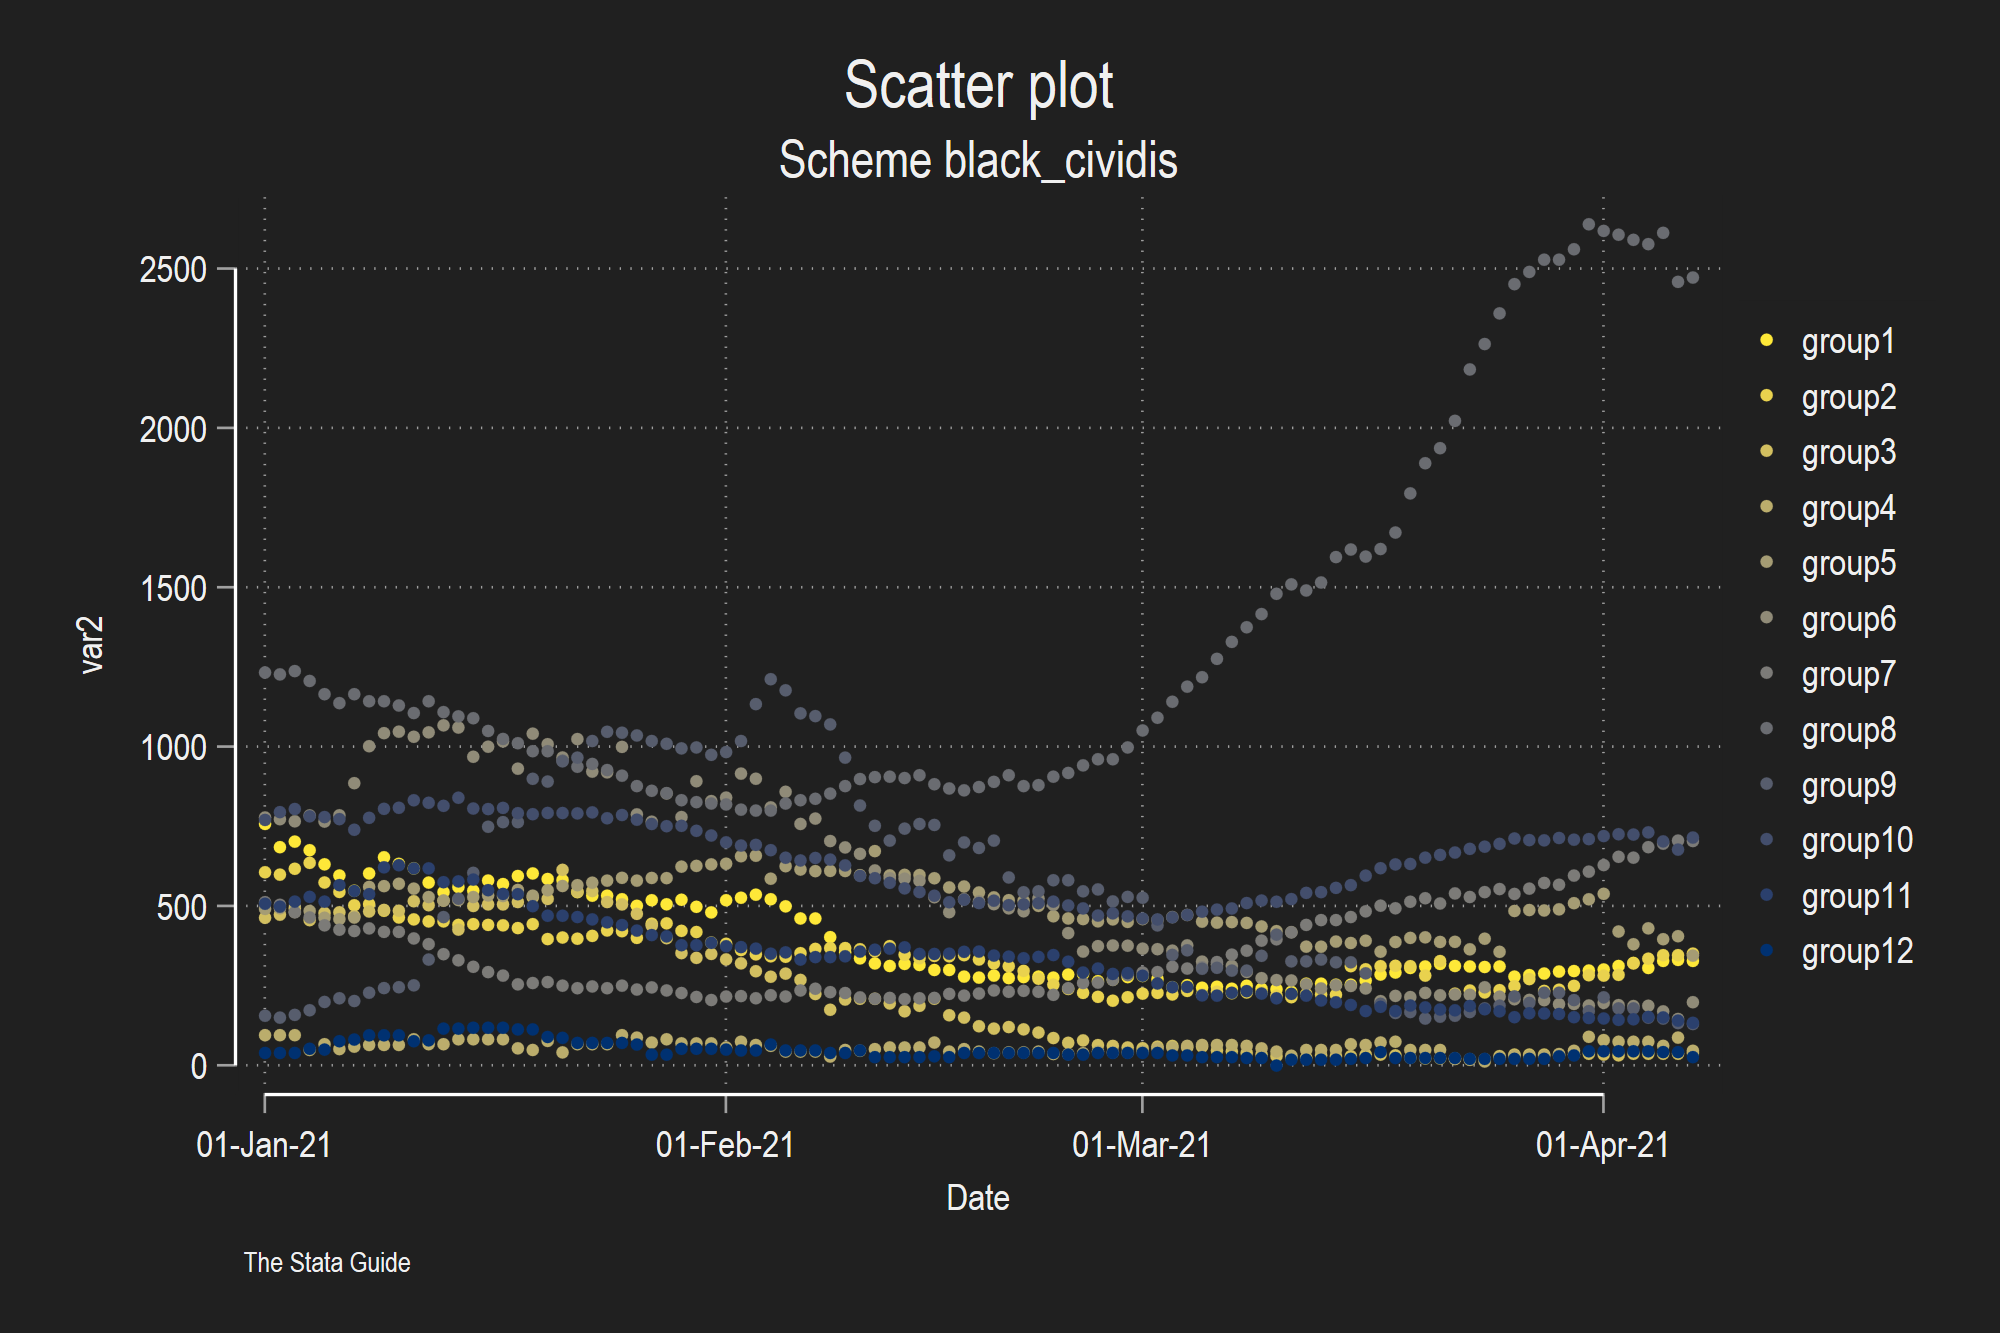 Scatter plot
Scheme black_cividis
2500
2000
1500
1000
500
0
var2
01-Jan-21
01-Feb-21
01-Mar-21
01-Apr-21
Date
group1
group2
group3
group4
group5
group6
group7
group8
group9
group10
group11
group12
The Stata Guide